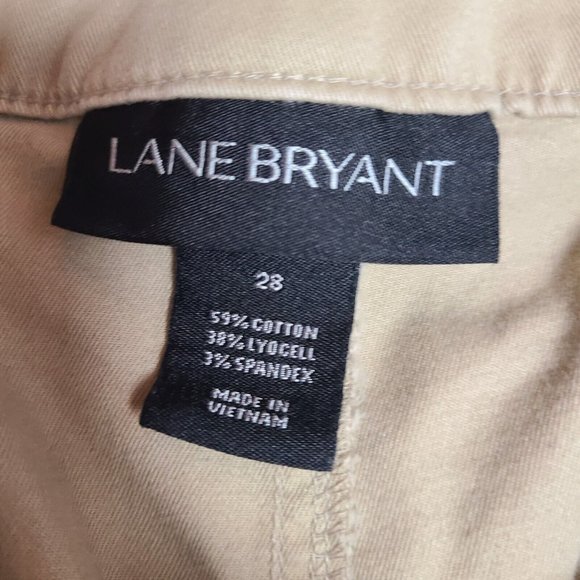 LANE BRYANT
28
59% COTTON
38% LYOCELL
3% SPANDEX
MADE IN
VIETNAM